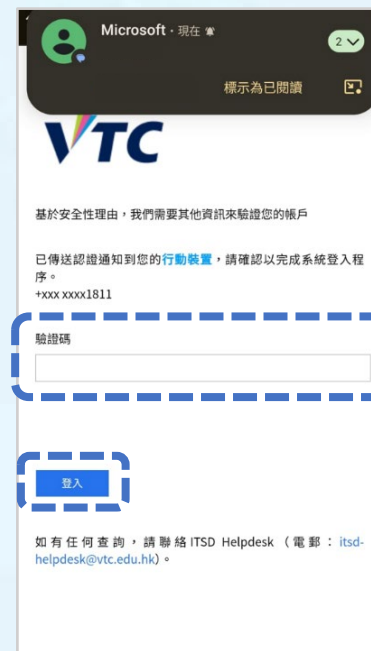 Microsoft · 現在
2
標示為已閱讀
VTC
基於安全性理由，我們需要其他資訊來驗證您的帳戶
已傳送認證通知到您的行動裝置，請確認以完成系統登入程
序。
+xxx xxxx1811
驗證碼
登入
如有任何查詢，請聯絡ITSD Helpdesk（電郵：itsd-
helpdesk@vtc.edu.hk）。